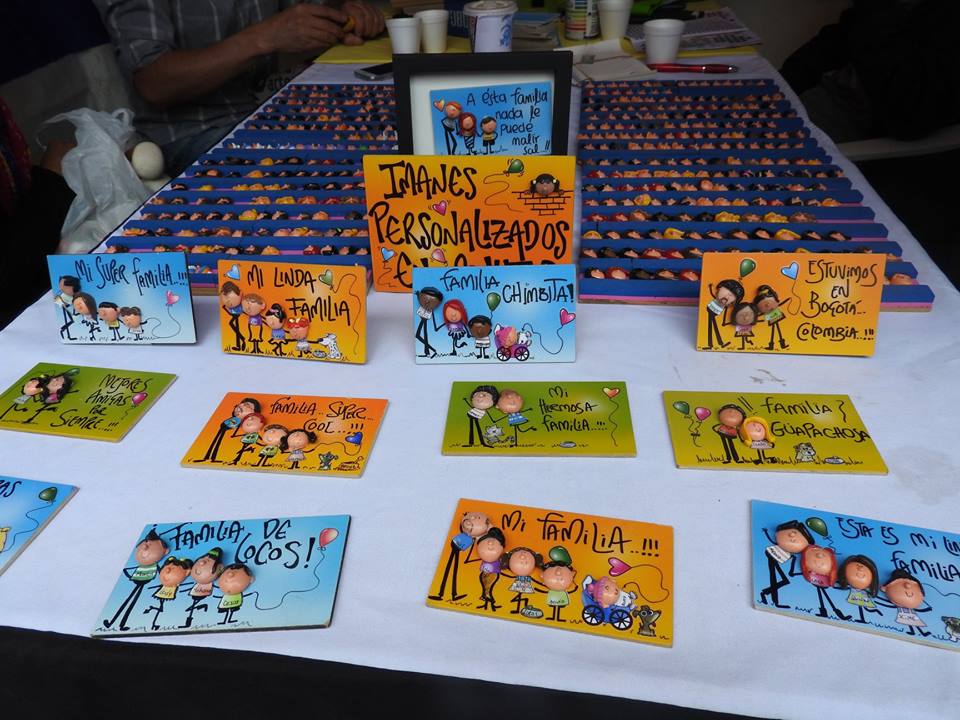 A ésta familia
nada le
puede
salir
mal..!!
IMANES
PERSONALIZADOS
Mi SUPER FAMILIA...!!!
Mi LiNDA
FAMILIA
FAMILIA
CHiMBiTA!
ESTUViMOS
EN
BOGOTÁ...
COLOMBiA..!!!
MEJORES
AMiGAS
POR
SiEMPRE...!!
FAMiLiA.. SUPER
COOL..!!
Mi
HERMOSA
FAMiLiA...!!
FAMiLiA
GUAPACHOSA
FAMiLiA DE
LOCOS!
CESAR
Mi FAMiLiA...!!!
ESTA ES Mi LiN
FAMiLiA